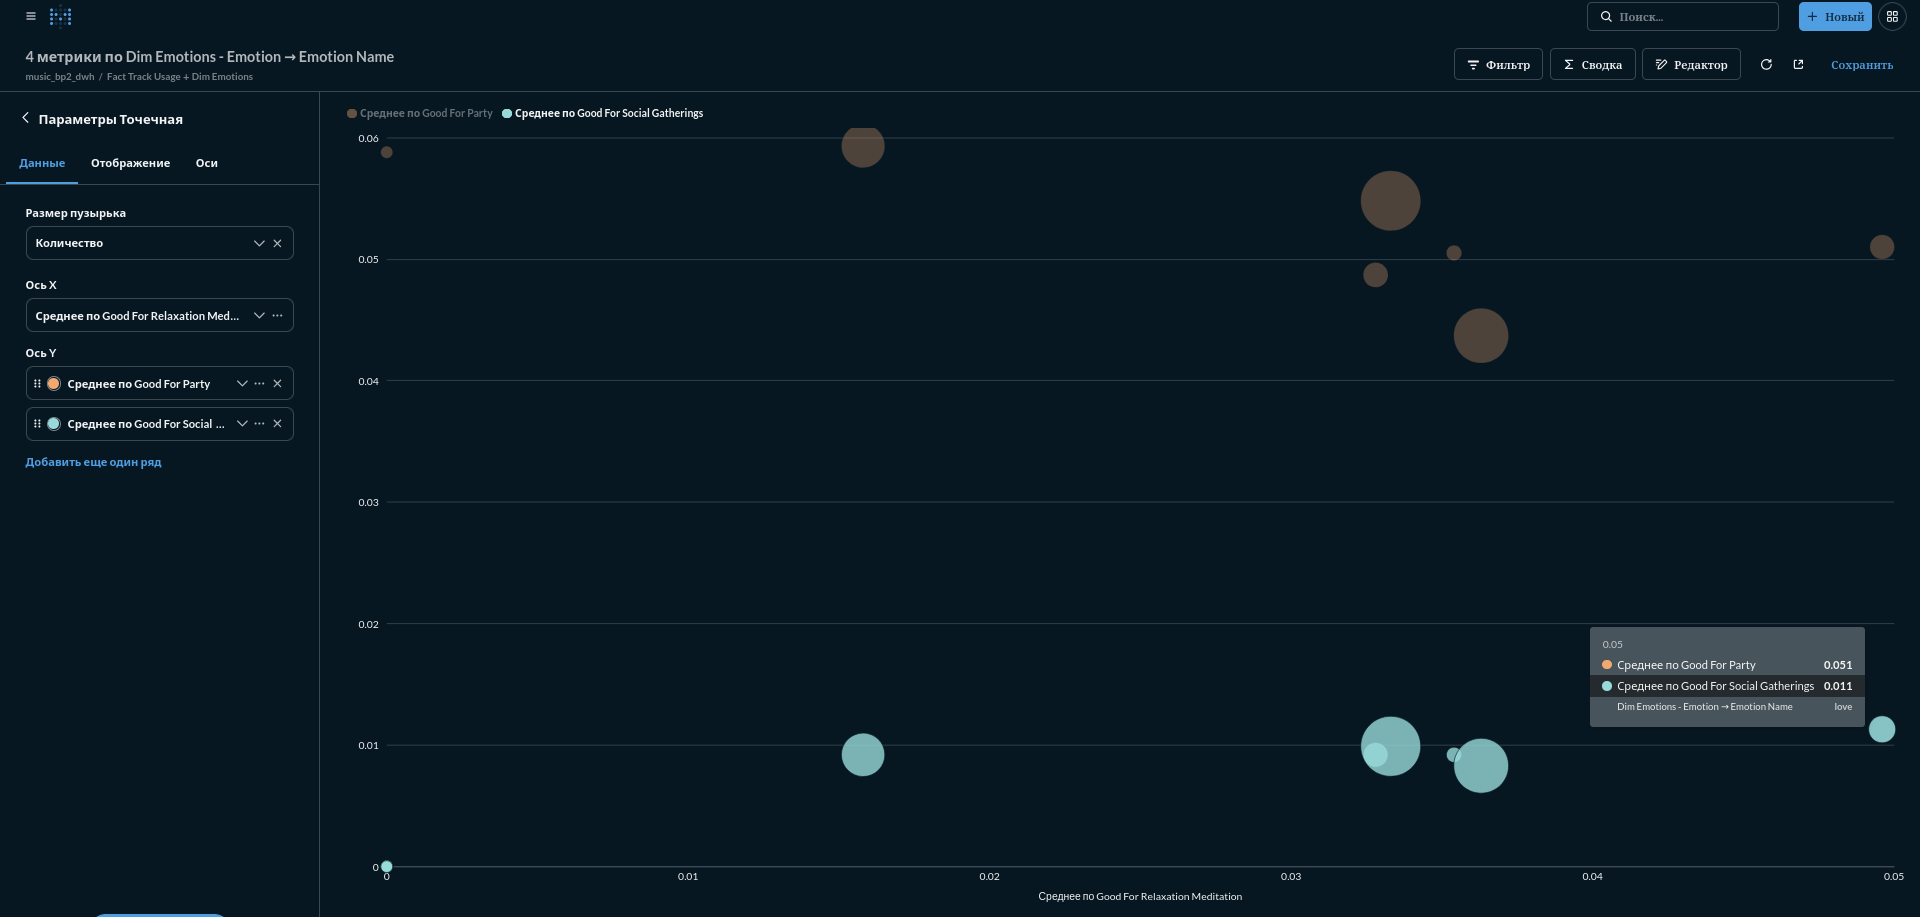 Поиск...
Новый
4 метрики по Dim Emotions - Emotion → Emotion Name
music_bp2_dwh / Fact Track Usage + Dim Emotions
Фильтр
Сводка
Редактор
Сохранить
Параметры Точечная
Данные
Отображение
Оси
Размер пузырька
Количество
Ось X
Среднее по Good For Relaxation Med...
Ось Y
Среднее по Good For Party
Среднее по Good For Social ...
Добавить еще один ряд
Среднее по Good For Party
Среднее по Good For Social Gatherings
0.06
0.05
0.04
0.03
0.02
0.01
0
0.05
Среднее по Good For Party 0.051
Среднее по Good For Social Gatherings 0.011
Dim Emotions - Emotion → Emotion Name love
0
0.01
0.02
0.03
0.04
0.05
Среднее по Good For Relaxation Meditation